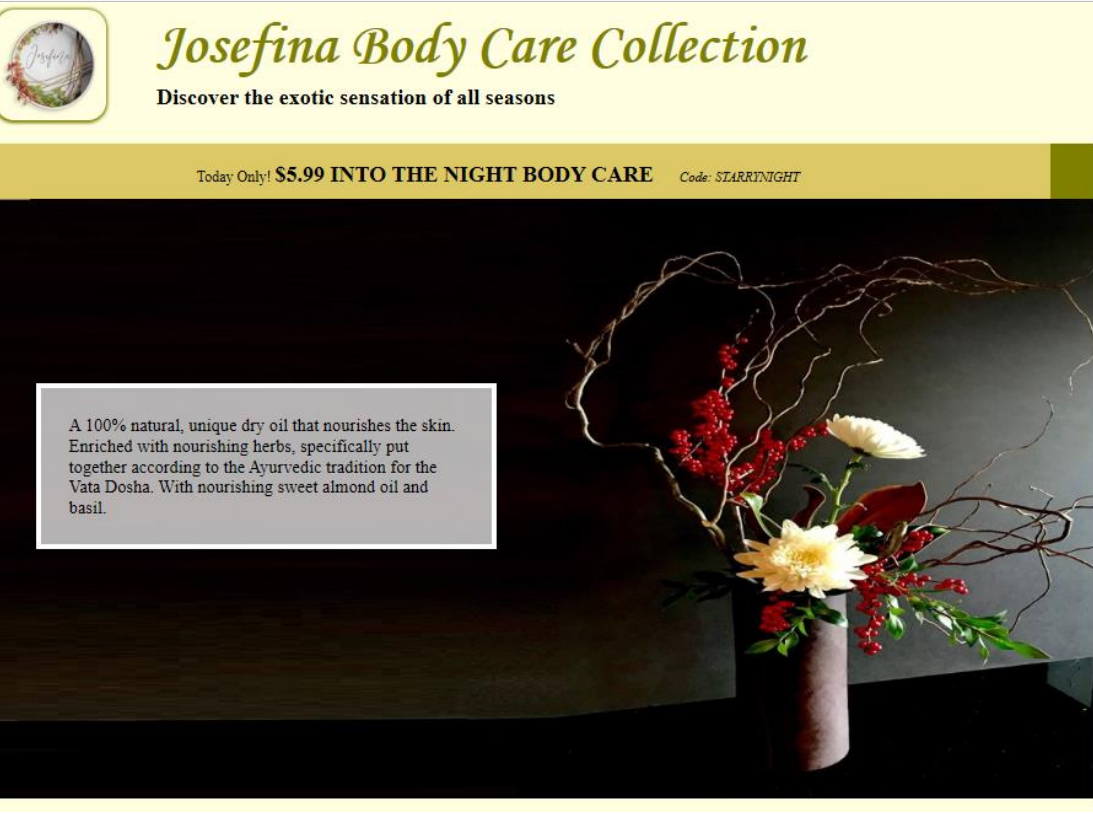 Josefina
Josefina Body Care Collection
Discover the exotic sensation of all seasons
Today Only! $5.99 INTO THE NIGHT BODY CARE Code: STARRYNIGHT
A 100% natural, unique dry oil that nourishes the skin.
Enriched with nourishing herbs, specifically put
together according to the Ayurvedic tradition for the
Vata Dosha. With nourishing sweet almond oil and
basil.